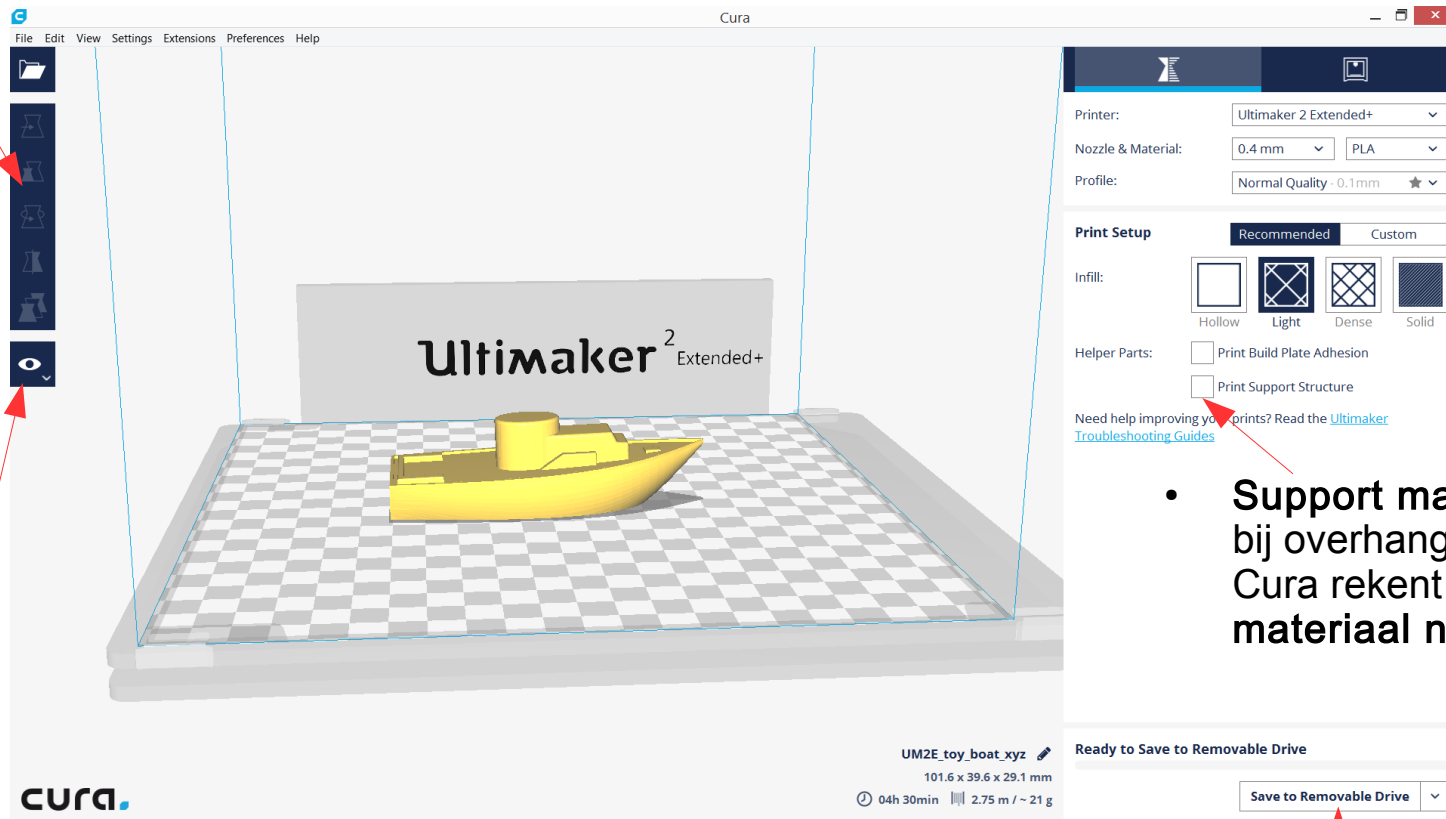 Cura
File Edit View Settings Extensions Preferences Help
Printer: Ultimaker 2 Extended+
Nozzle & Material: 0.4 mm PLA
Profile: Normal Quality - 0.1mm
Print Setup Recommended Custom
Infill:
Hollow Light Dense Solid
Helper Parts: Print Build Plate Adhesion
Print Support Structure
Need help improving your prints? Read the Ultimaker
Troubleshooting Guides
Ultimaker 2 Extended+
• Support ma
bij overhang
Cura rekent
materiaal n
UM2E_toy_boat_xyz
101.6 x 39.6 x 29.1 mm
04h 30min 2.75 m / ~ 21 g
Ready to Save to Removable Drive
Save to Removable Drive
cura.